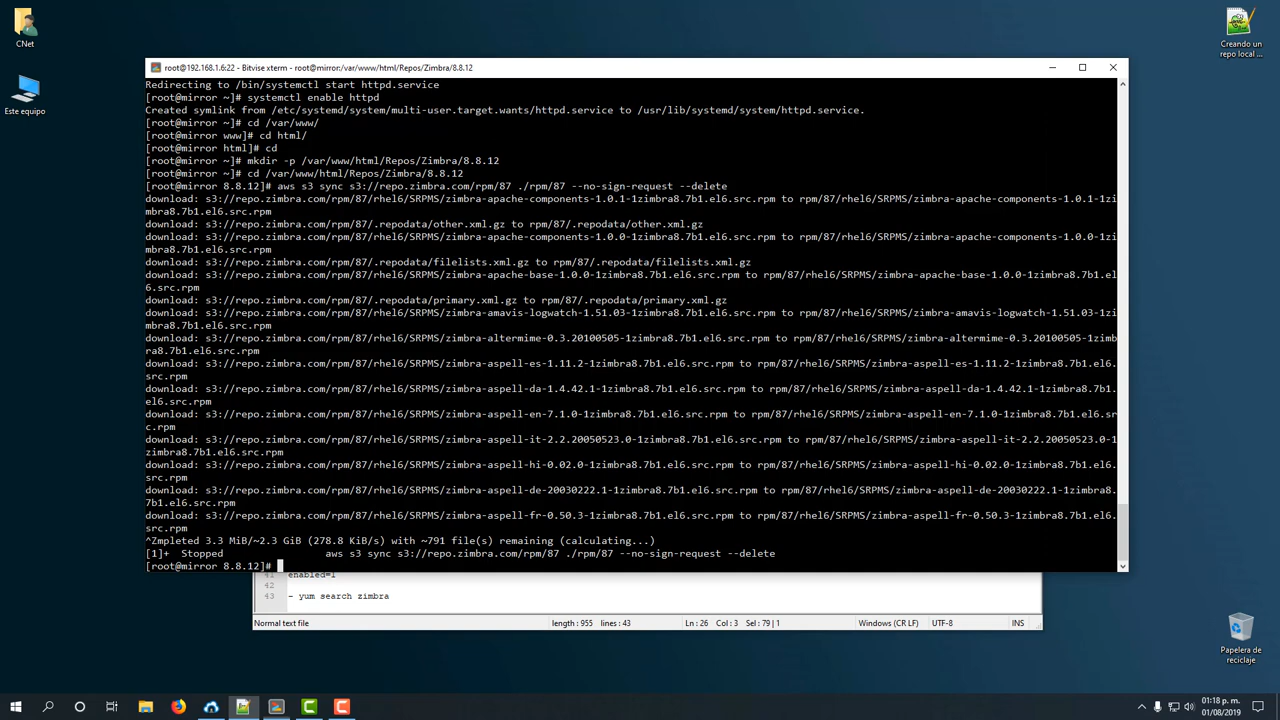 CNet
Este equipo
Creando un
repo local ...
root@192.168.1.6:22 - Bitvise xterm - root@mirror:/var/www/html/Repos/Zimbra/8.8.12
Redirecting to /bin/systemctl start httpd.service
[root@mirror ~]# systemctl enable httpd
Created symlink from /etc/systemd/system/multi-user.target.wants/httpd.service to /usr/lib/systemd/system/httpd.service.
[root@mirror ~]# cd /var/www/
[root@mirror www]# cd html/
[root@mirror html]# cd
[root@mirror ~]# mkdir -p /var/www/html/Repos/Zimbra/8.8.12
[root@mirror ~]# cd /var/www/html/Repos/Zimbra/8.8.12
[root@mirror 8.8.12]# aws s3 sync s3://repo.zimbra.com/rpm/87 ./rpm/87 --no-sign-request --delete
download: s3://repo.zimbra.com/rpm/87/rhel6/SRPMS/zimbra-apache-components-1.0.1-1zimbra8.7b1.el6.src.rpm to rpm/87/rhel6/SRPMS/zimbra-apache-components-1.0.1-1zi
mbra8.7b1.el6.src.rpm
download: s3://repo.zimbra.com/rpm/87/.repodata/other.xml.gz to rpm/87/.repodata/other.xml.gz
download: s3://repo.zimbra.com/rpm/87/rhel6/SRPMS/zimbra-apache-components-1.0.0-1zimbra8.7b1.el6.src.rpm to rpm/87/rhel6/SRPMS/zimbra-apache-components-1.0.0-1zi
mbra8.7b1.el6.src.rpm
download: s3://repo.zimbra.com/rpm/87/.repodata/filelists.xml.gz to rpm/87/.repodata/filelists.xml.gz
download: s3://repo.zimbra.com/rpm/87/rhel6/SRPMS/zimbra-apache-base-1.0.0-1zimbra8.7b1.el6.src.rpm to rpm/87/rhel6/SRPMS/zimbra-apache-base-1.0.0-1zimbra8.7b1.el
6.src.rpm
download: s3://repo.zimbra.com/rpm/87/.repodata/primary.xml.gz to rpm/87/.repodata/primary.xml.gz
download: s3://repo.zimbra.com/rpm/87/rhel6/SRPMS/zimbra-amavis-logwatch-1.51.03-1zimbra8.7b1.el6.src.rpm to rpm/87/rhel6/SRPMS/zimbra-amavis-logwatch-1.51.03-1zi
mbra8.7b1.el6.src.rpm
download: s3://repo.zimbra.com/rpm/87/rhel6/SRPMS/zimbra-altermime-0.3.20100505-1zimbra8.7b1.el6.src.rpm to rpm/87/rhel6/SRPMS/zimbra-altermime-0.3.20100505-1zimb
ra8.7b1.el6.src.rpm
download: s3://repo.zimbra.com/rpm/87/rhel6/SRPMS/zimbra-aspell-es-1.11.2-1zimbra8.7b1.el6.src.rpm to rpm/87/rhel6/SRPMS/zimbra-aspell-es-1.11.2-1zimbra8.7b1.el6.
src.rpm
download: s3://repo.zimbra.com/rpm/87/rhel6/SRPMS/zimbra-aspell-da-1.4.42.1-1zimbra8.7b1.el6.src.rpm to rpm/87/rhel6/SRPMS/zimbra-aspell-da-1.4.42.1-1zimbra8.7b1.
el6.src.rpm
download: s3://repo.zimbra.com/rpm/87/rhel6/SRPMS/zimbra-aspell-en-7.1.0-1zimbra8.7b1.el6.src.rpm to rpm/87/rhel6/SRPMS/zimbra-aspell-en-7.1.0-1zimbra8.7b1.el6.sr
c.rpm
download: s3://repo.zimbra.com/rpm/87/rhel6/SRPMS/zimbra-aspell-it-2.2.20050523.0-1zimbra8.7b1.el6.src.rpm to rpm/87/rhel6/SRPMS/zimbra-aspell-it-2.2.20050523.0-1
zimbra8.7b1.el6.src.rpm
download: s3://repo.zimbra.com/rpm/87/rhel6/SRPMS/zimbra-aspell-hi-0.02.0-1zimbra8.7b1.el6.src.rpm to rpm/87/rhel6/SRPMS/zimbra-aspell-hi-0.02.0-1zimbra8.7b1.el6.
src.rpm
download: s3://repo.zimbra.com/rpm/87/rhel6/SRPMS/zimbra-aspell-de-20030222.1-1zimbra8.7b1.el6.src.rpm to rpm/87/rhel6/SRPMS/zimbra-aspell-de-20030222.1-1zimbra8.
7b1.el6.src.rpm
download: s3://repo.zimbra.com/rpm/87/rhel6/SRPMS/zimbra-aspell-fr-0.50.3-1zimbra8.7b1.el6.src.rpm to rpm/87/rhel6/SRPMS/zimbra-aspell-fr-0.50.3-1zimbra8.7b1.el6.
src.rpm
^Zmpleted 3.3 MiB/~2.3 GiB (278.8 KiB/s) with ~791 file(s) remaining (calculating...)
[1]+  Stopped                 aws s3 sync s3://repo.zimbra.com/rpm/87 ./rpm/87 --no-sign-request --delete
[root@mirror 8.8.12]#
41 enabled=1
42
43 - yum search zimbra
Normal text file length : 955 lines : 43 Ln : 26 Col : 3 Sel : 79 | 1 Windows (CR LF) UTF-8 INS
Papelera de
reciclaje
01:18 p. m.
01/08/2019